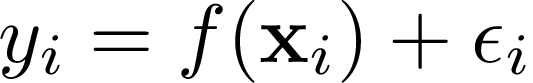 yᵢ = f(𝐱ᵢ) + ϵᵢ